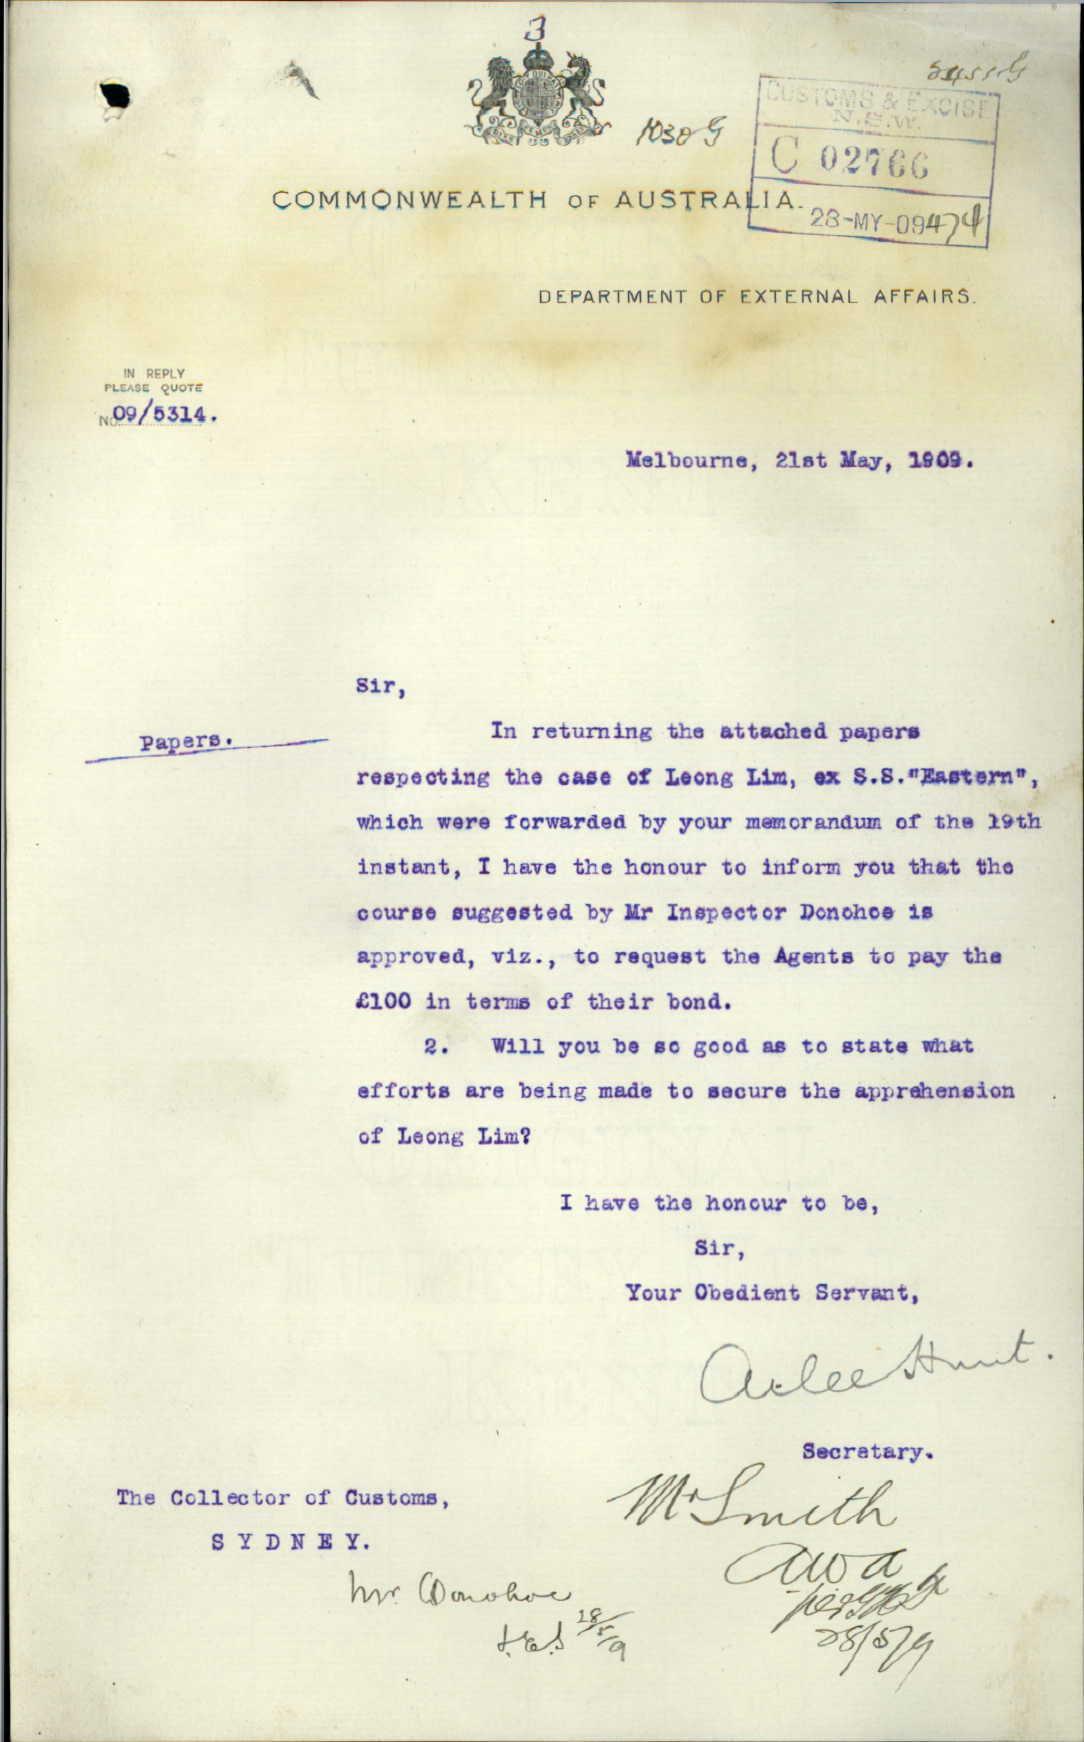 3
1030 G
CUSTOMS & EXCISE
N.S.W.
C 02766
28-MY-09 474
COMMONWEALTH OF AUSTRALIA.
DEPARTMENT OF EXTERNAL AFFAIRS.
IN REPLY
PLEASE QUOTE
No. 09/5314.
Melbourne, 21st May, 1909.
Sir,
Papers.
In returning the attached papers
respecting the case of Leong Lim, ex S.S."Eastern",
which were forwarded by your memorandum of the 19th
instant, I have the honour to inform you that the
course suggested by Mr Inspector Donohoe is
approved, viz., to request the Agents to pay the
£100 in terms of their bond.
2. Will you be so good as to state what
efforts are being made to secure the apprehension
of Leong Lim?
I have the honour to be,
Sir,
Your Obedient Servant,
Atlee Hunt.
Secretary.
The Collector of Customs,
SYDNEY.
Mr Smith
Mr. Donohoe
28/5/9
28/5/9